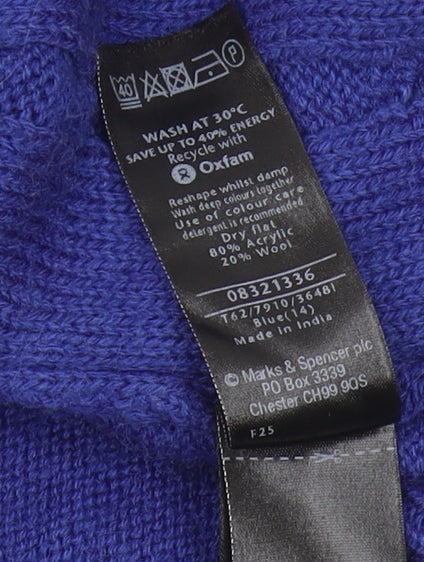 40 P
WASH AT 30°C
SAVE UP TO 40% ENERGY
Recycle with
Oxfam
Reshape whilst damp
Wash deep colours together
Use of colour care
detergent is recommended
Dry flat
80% Acrylic
20% Wool
08321336
T62/7910/3648I
Blue(14)
Made in India
© Marks & Spencer plc
PO Box 3339
Chester CH99 9QS
F25